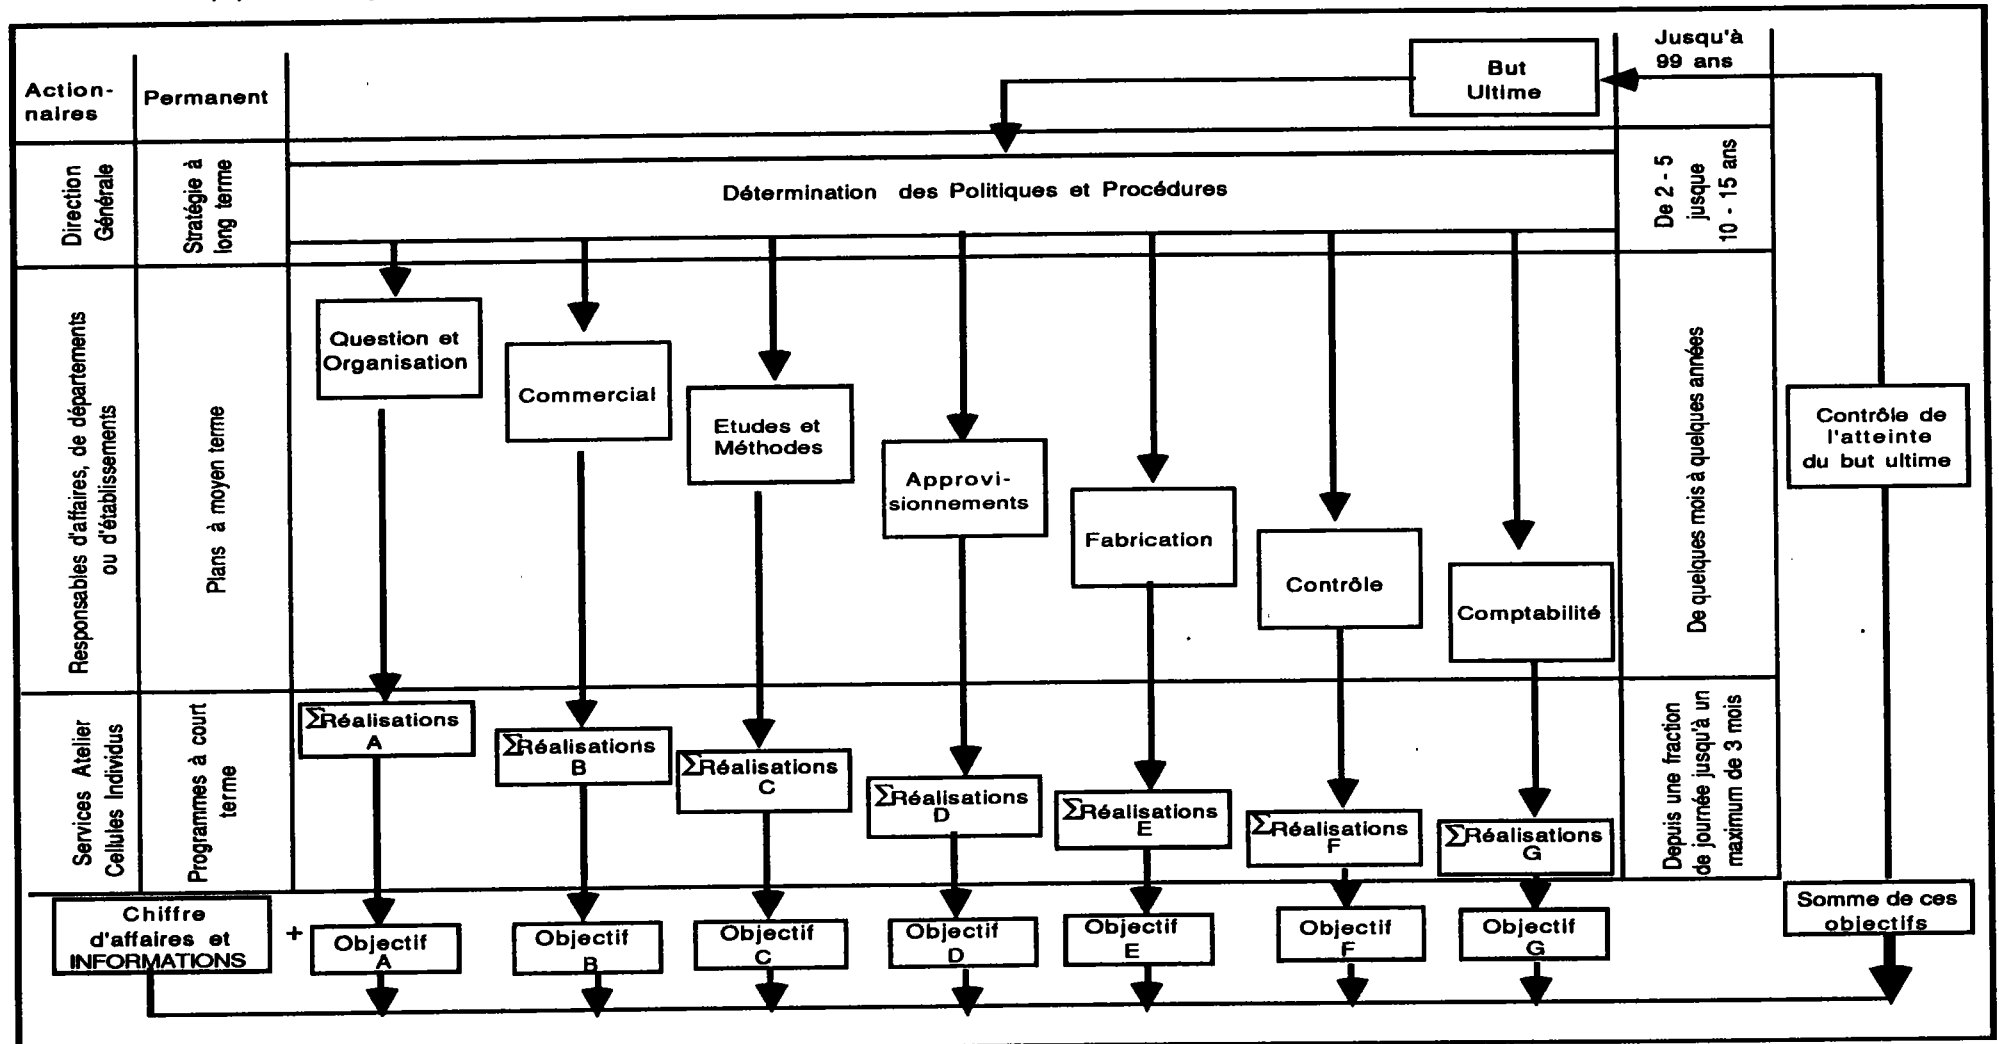 Action-
naires
Permanent
But
Ultime
Jusqu'à
99 ans
Direction
Générale
Stratégie à
long terme
Détermination des Politiques et Procédures
De 2 - 5
jusque
10 - 15 ans
Responsables d'affaires, de départements
ou d'établissements
Plans à moyen terme
Question et
Organisation
Commercial
Etudes et
Méthodes
Approvi-
sionnements
Fabrication
Contrôle
Comptabilité
De quelques mois à quelques années
Contrôle de
l'atteinte
du but ultime
Services Atelier
Cellules Individus
Programmes à court
terme
ΣRéalisations
A
ΣRéalisations
B
ΣRéalisations
C
ΣRéalisations
D
ΣRéalisations
E
ΣRéalisations
F
ΣRéalisations
G
Depuis une fraction
de journée jusqu'à un
maximum de 3 mois
Chiffre
d'affaires et
INFORMATIONS
+
Objectif
A
Objectif
B
Objectif
C
Objectif
D
Objectif
E
Objectif
F
Objectif
G
Somme de ces
objectifs